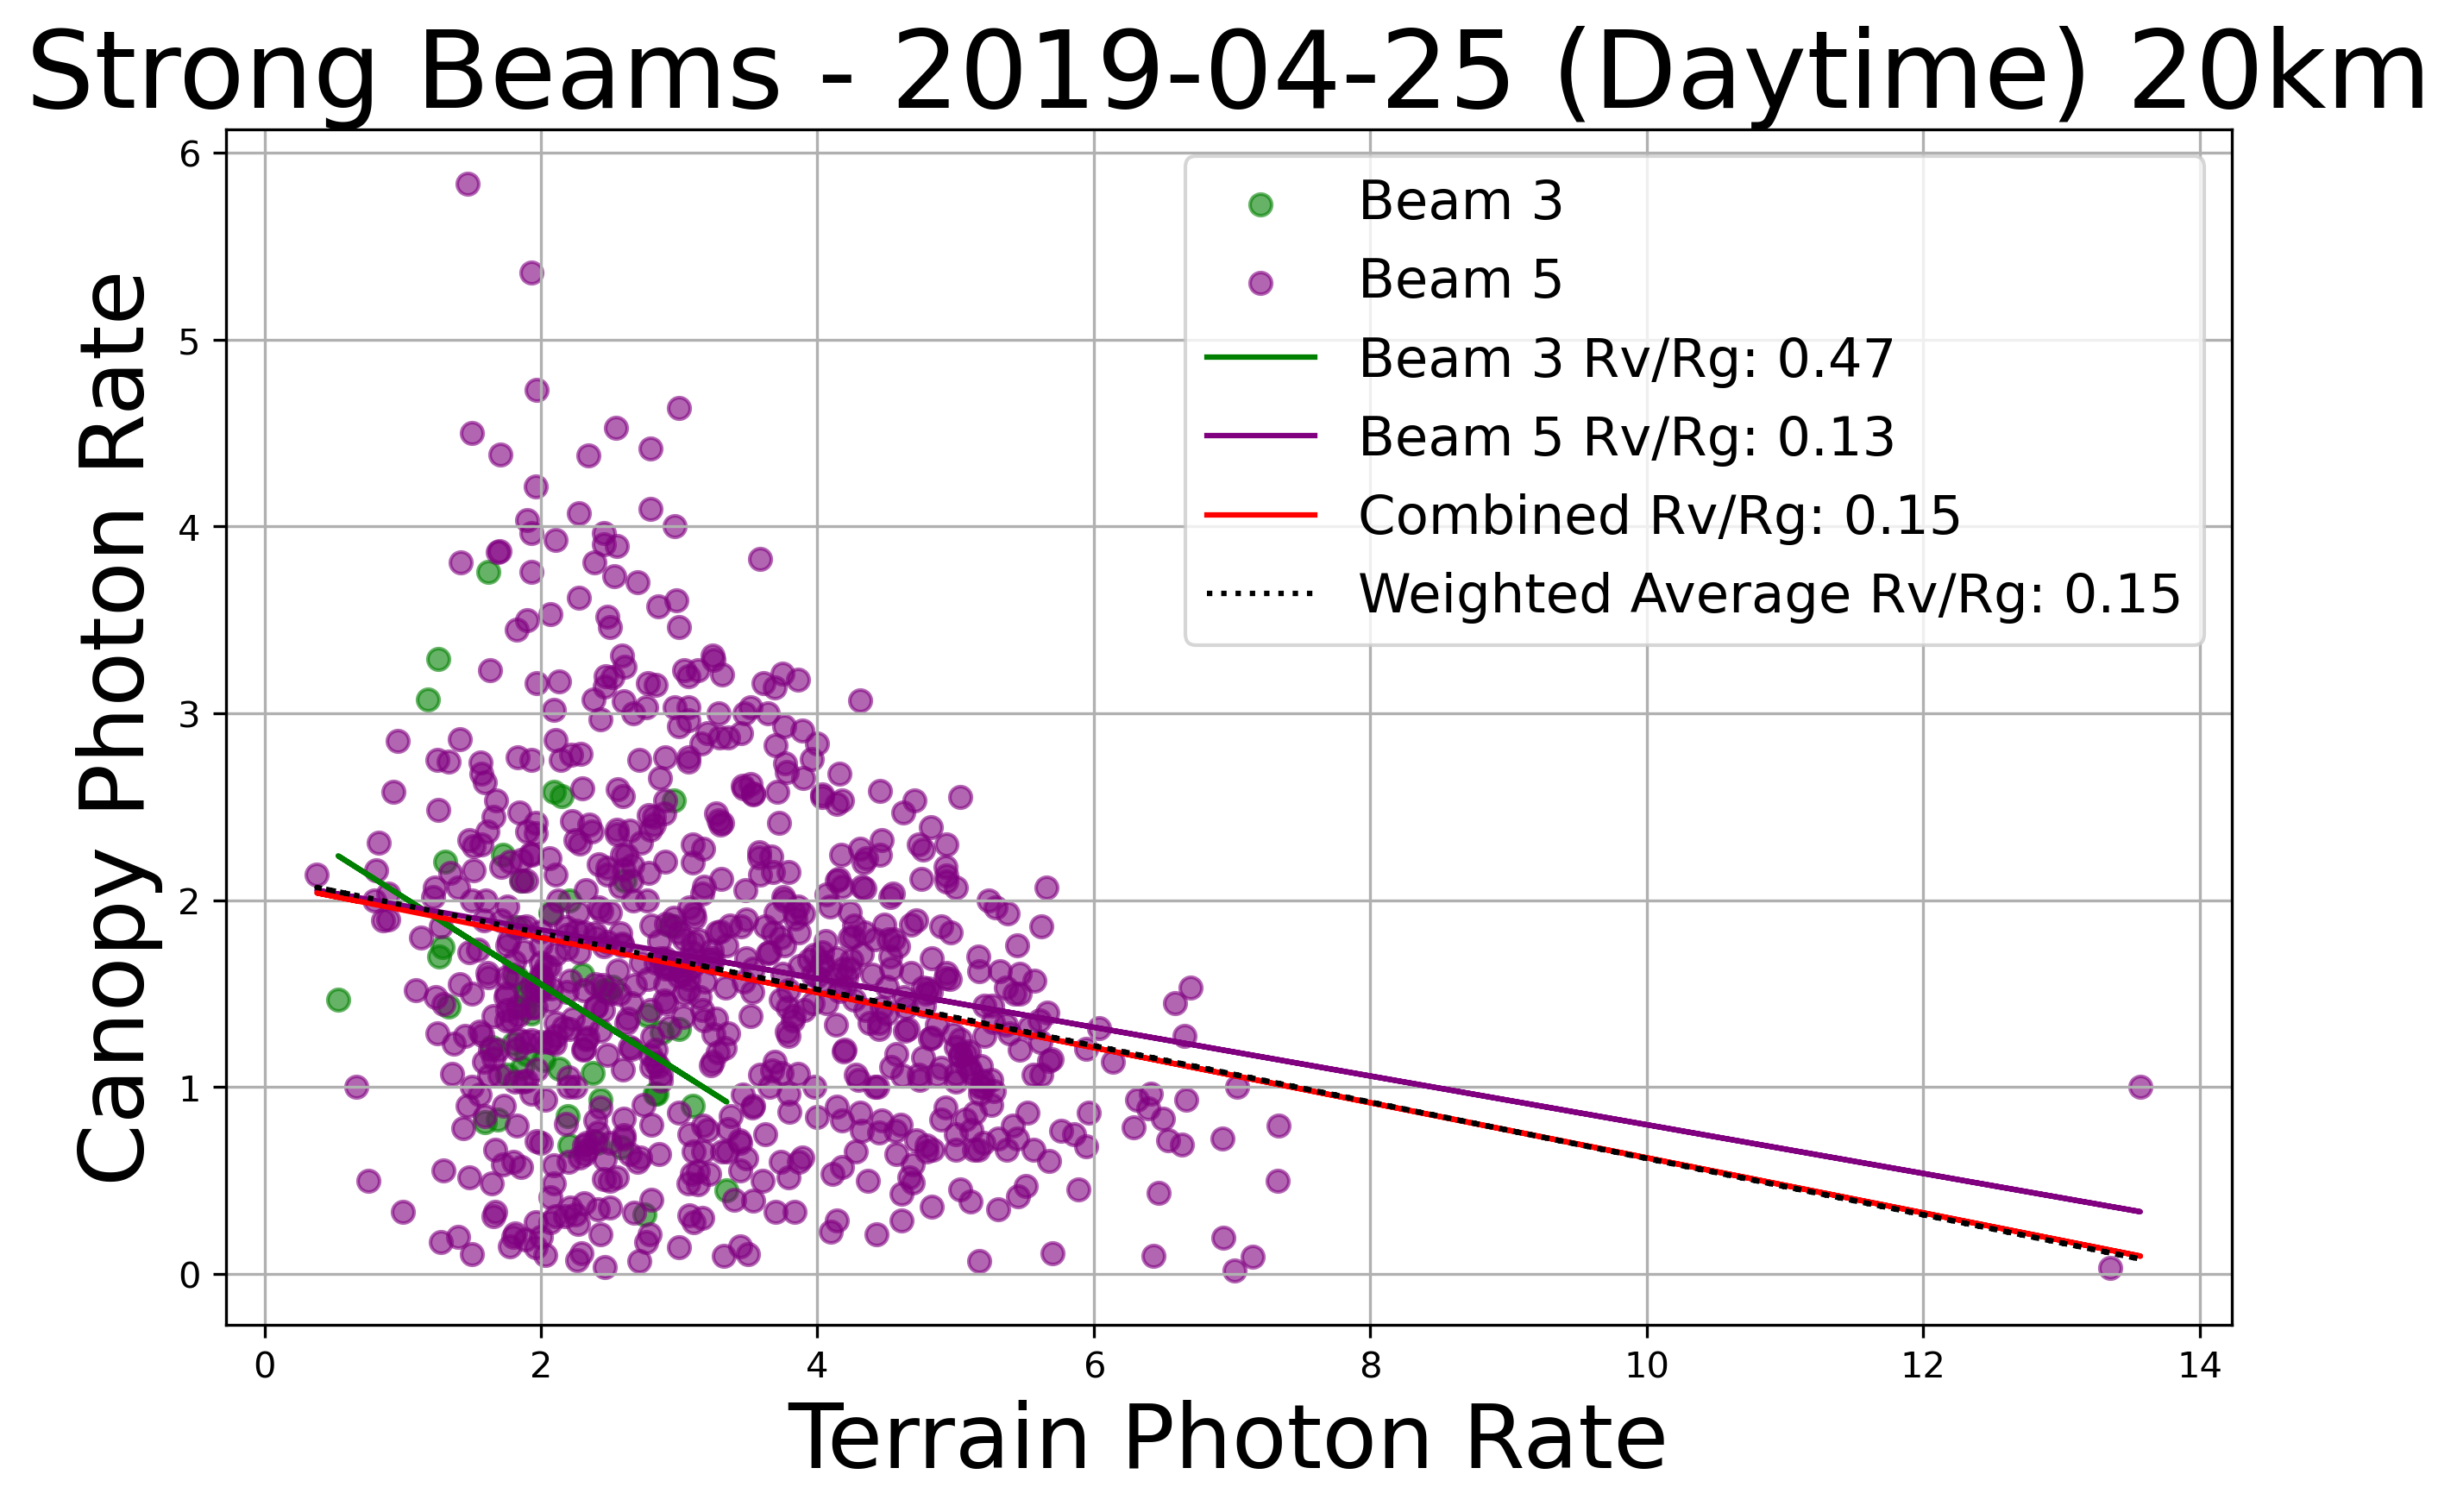 Strong Beams - 2019-04-25 (Daytime) 20km
Canopy Photon Rate
6
5
4
3
2
1
0
Beam 3
Beam 5
Beam 3 Rv/Rg: 0.47
Beam 5 Rv/Rg: 0.13
Combined Rv/Rg: 0.15
Weighted Average Rv/Rg: 0.15
0 2 4 6 8 10 12 14
Terrain Photon Rate